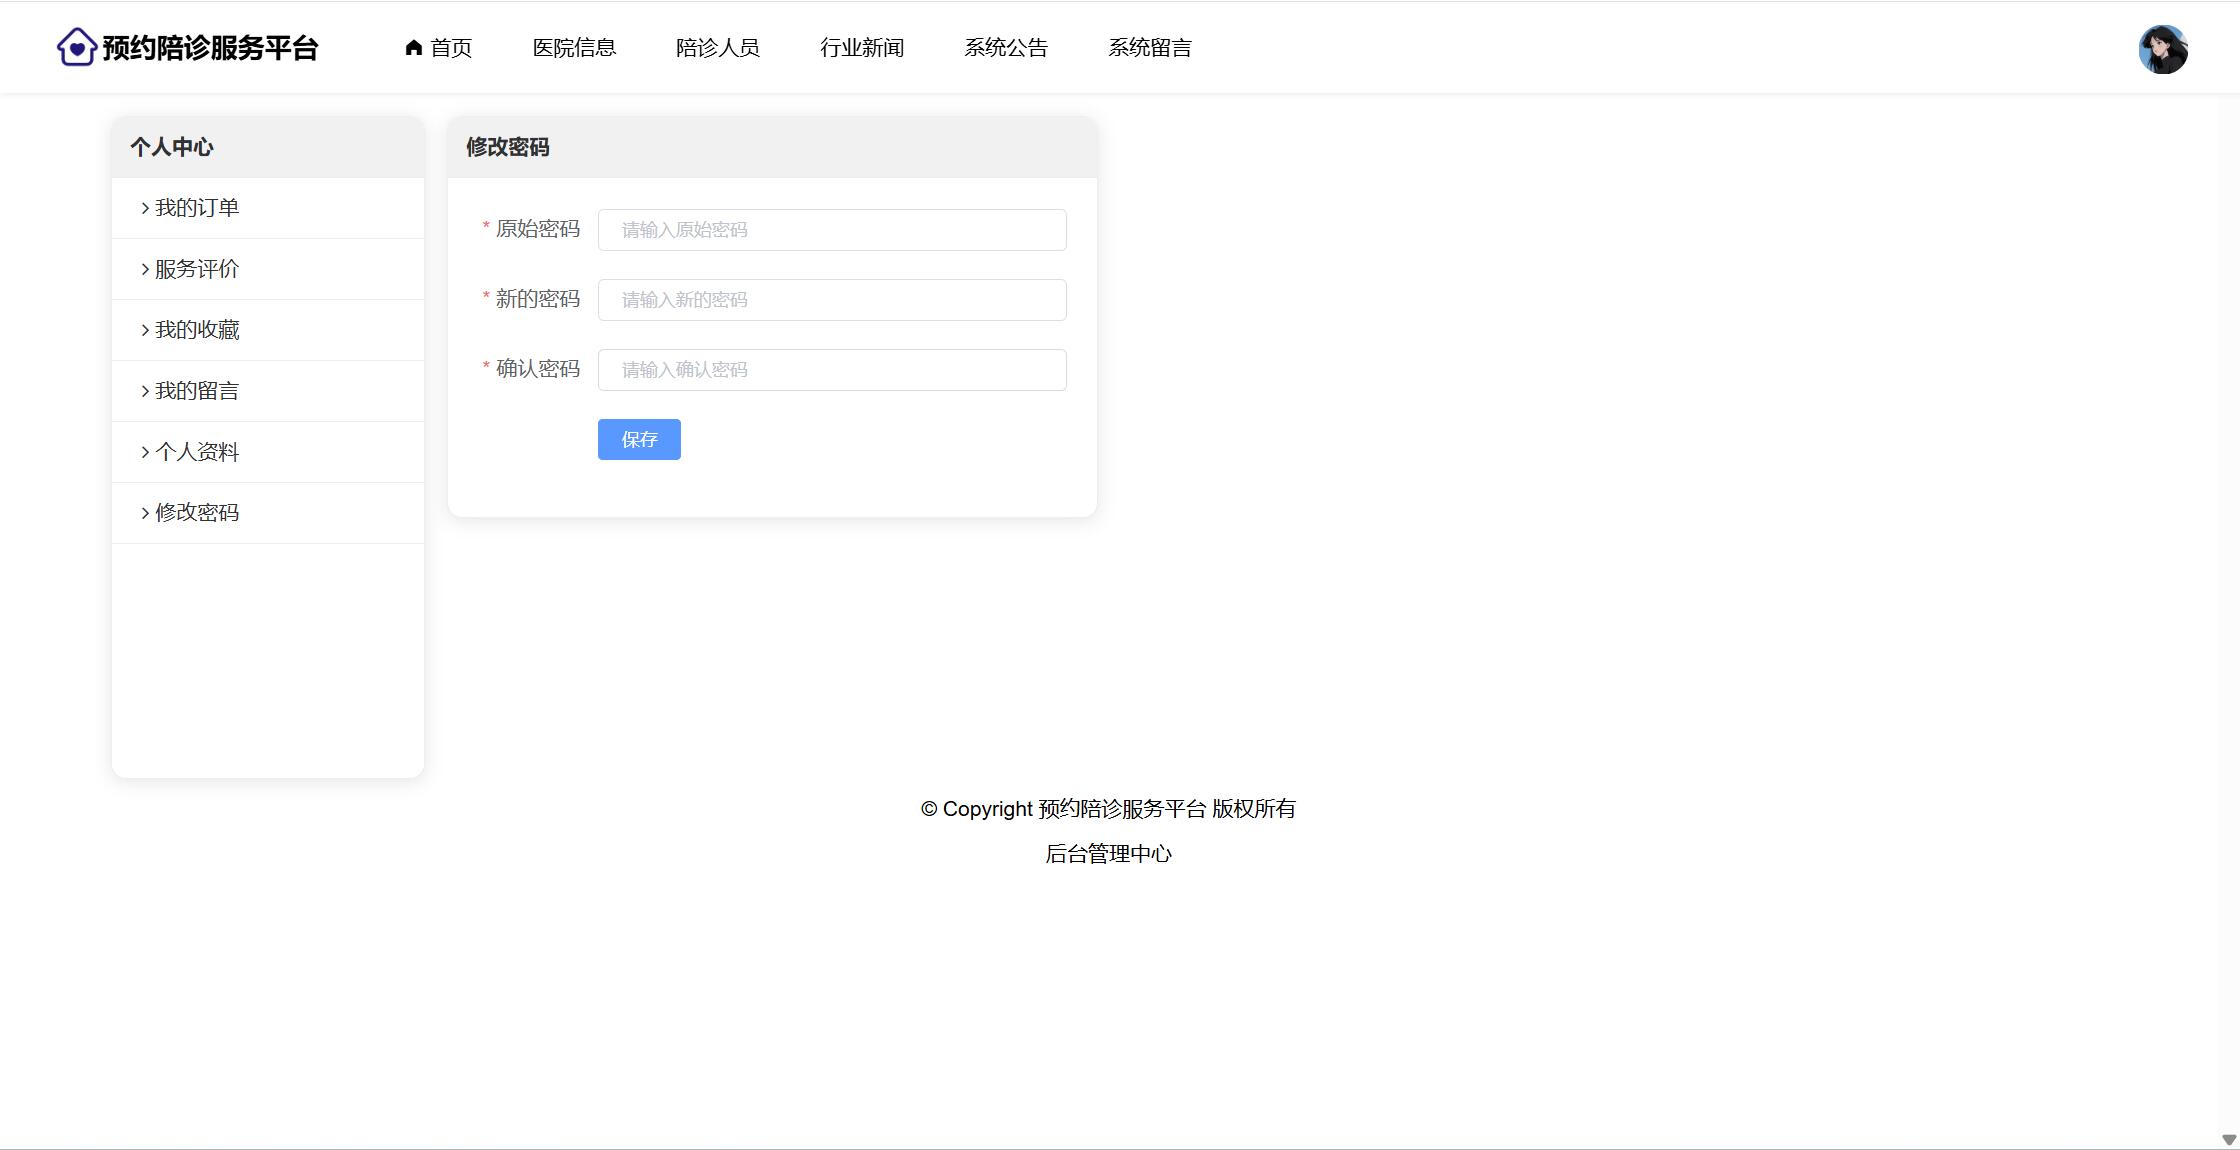 预约陪诊服务平台 首页 医院信息 陪诊人员 行业新闻 系统公告 系统留言
个人中心
我的订单
服务评价
我的收藏
我的留言
个人资料
修改密码
修改密码
* 原始密码 请输入原始密码
* 新的密码 请输入新的密码
* 确认密码 请输入确认密码
保存
© Copyright 预约陪诊服务平台 版权所有
后台管理中心